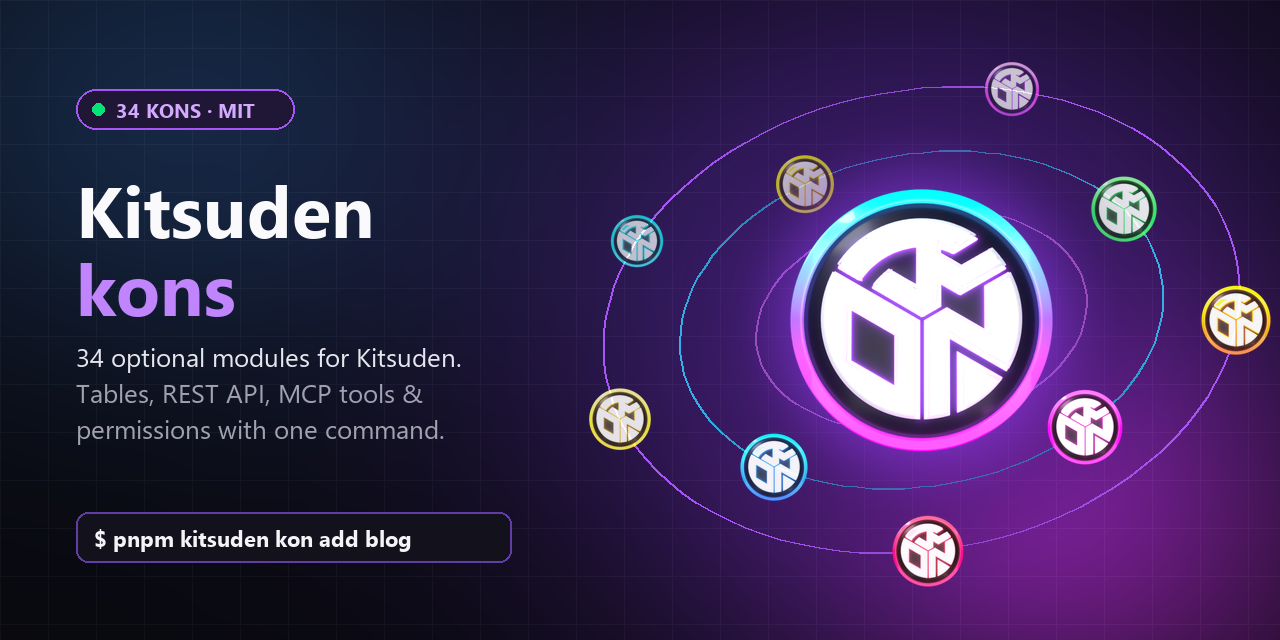 34 KONS · MIT
Kitsuden
kons
34 optional modules for Kitsuden.
Tables, REST API, MCP tools &
permissions with one command.
$ pnpm kitsuden kon add blog
KON